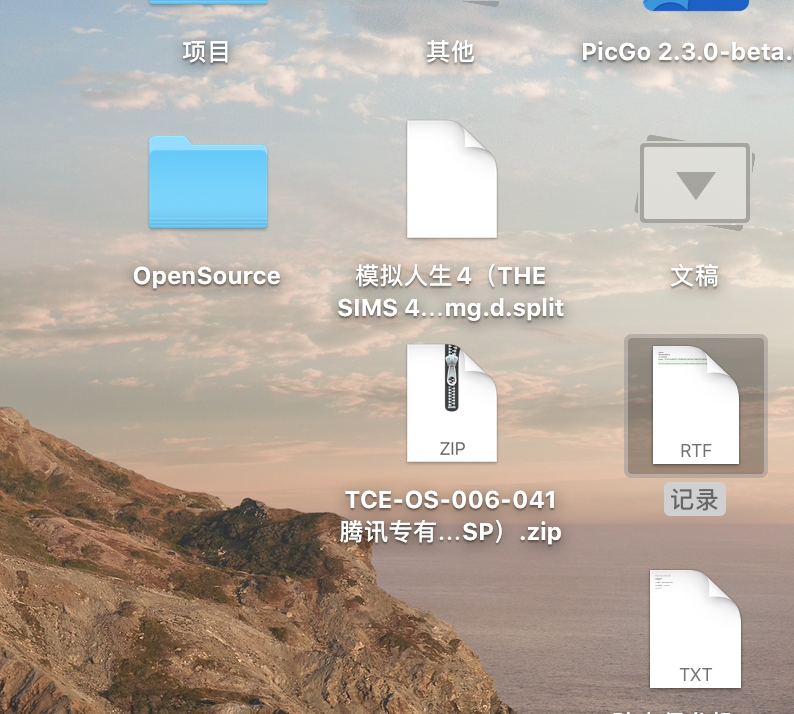 项目
其他
PicGo 2.3.0-beta.
OpenSource
模拟人生 4（THE
SIMS 4...mg.d.split
文稿
ZIP
RTF
TCE-OS-006-041
腾讯专有...SP）.zip
记录
TXT